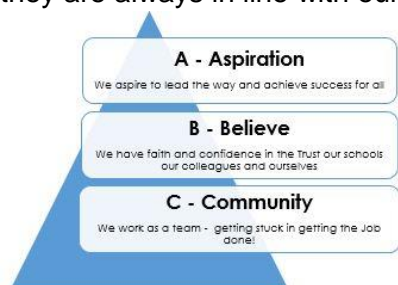 they are always in line with our
A - Aspiration
We aspire to lead the way and achieve success for all
B - Believe
We have faith and confidence in the Trust our schools
our colleagues and ourselves
C - Community
We work as a team - getting stuck in getting the Job
done!